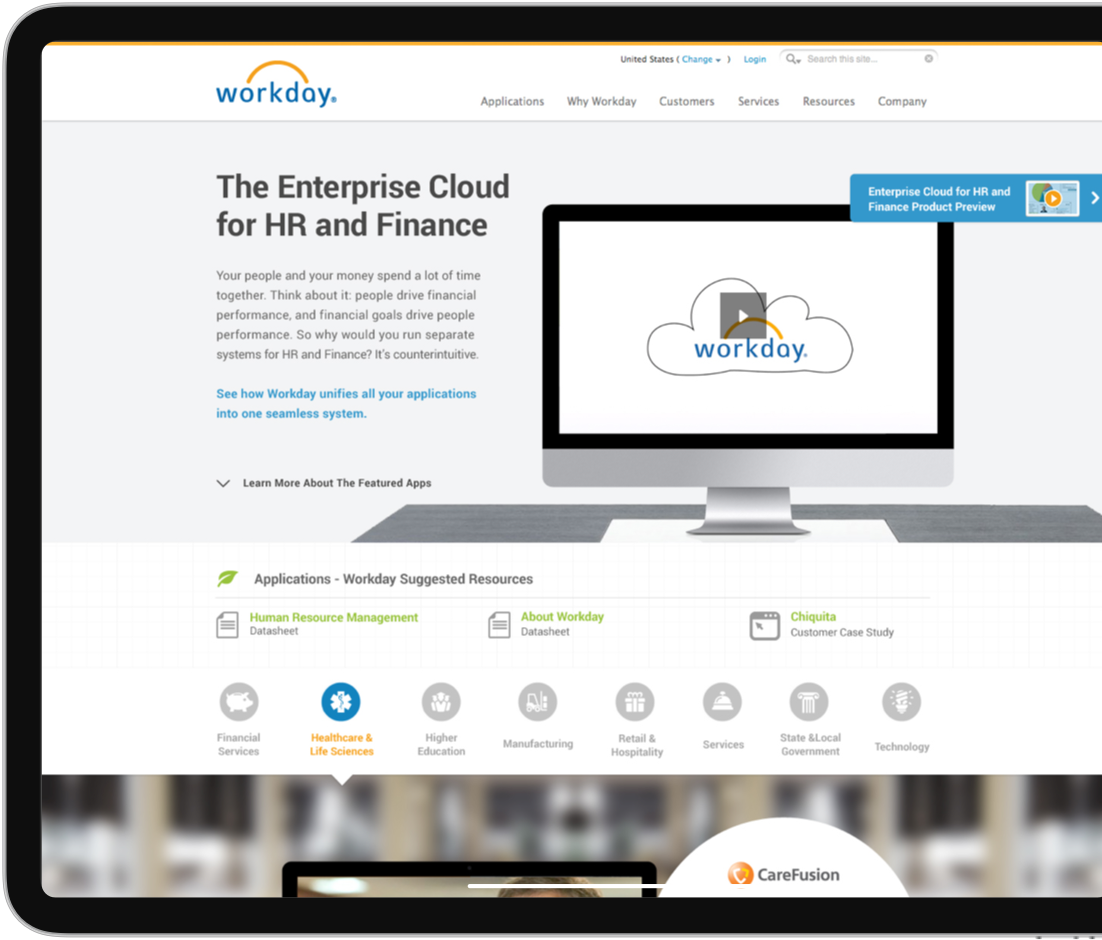 United States ( Change ) Login Search this site...
workday.
Applications Why Workday Customers Services Resources Company
The Enterprise Cloud
for HR and Finance
Enterprise Cloud for HR and
Finance Product Preview
Your people and your money spend a lot of time
together. Think about it: people drive financial
performance, and financial goals drive people
performance. So why would you run separate
systems for HR and Finance? It's counterintuitive.
workday.
See how Workday unifies all your applications
into one seamless system.
Learn More About The Featured Apps
Applications - Workday Suggested Resources
Human Resource Management
Datasheet
About Workday
Datasheet
Chiquita
Customer Case Study
Financial
Services
Healthcare &
Life Sciences
Higher
Education
Manufacturing
Retail &
Hospitality
Services
State &Local
Government
Technology
CareFusion